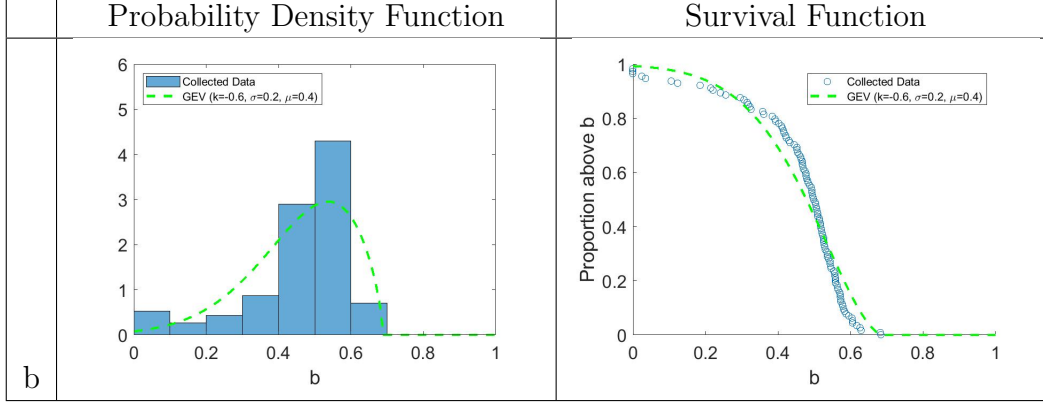 Probability Density Function
Survival Function
b
6
5
4
3
2
1
0
0
0.2
0.4
0.6
0.8
1
b
Collected Data
GEV (k=-0.6, σ=0.2, μ=0.4)
Proportion above b
1
0.8
0.6
0.4
0.2
0
0
0.2
0.4
0.6
0.8
1
b
Collected Data
GEV (k=-0.6, σ=0.2, μ=0.4)